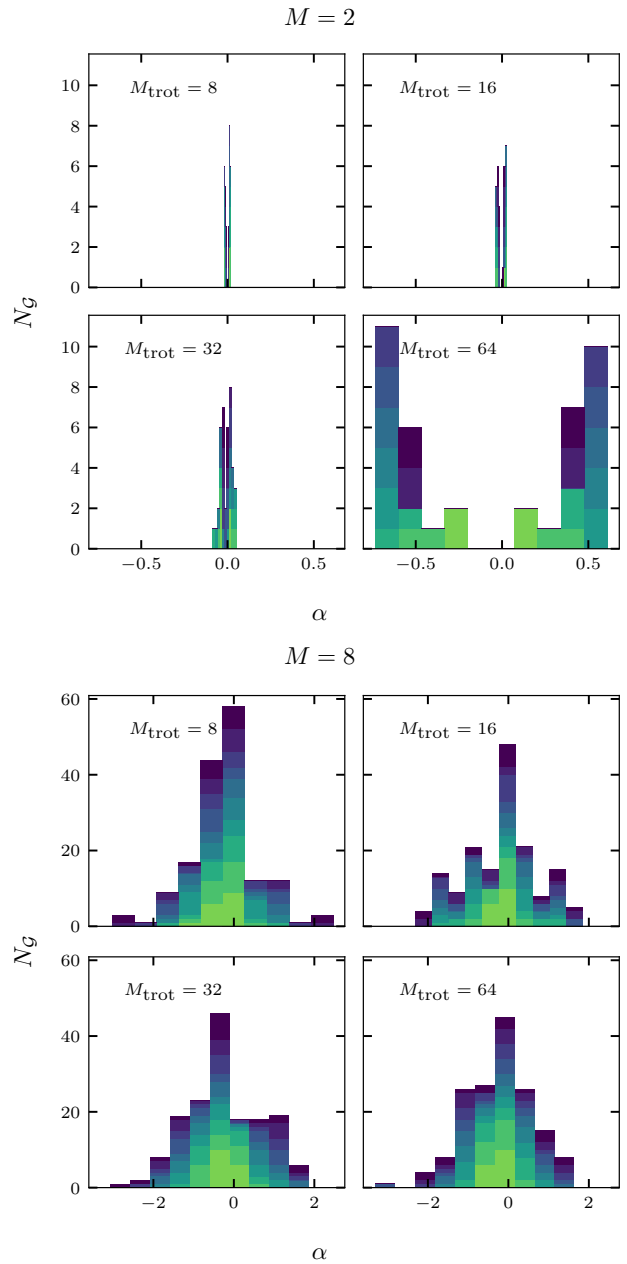 M = 2
M_trot = 8
M_trot = 16
10
8
6
4
2
0
M_trot = 32
M_trot = 64
10
8
6
4
2
0
−0.5 0.0 0.5
−0.5 0.0 0.5
N_𝒢
α
M = 8
M_trot = 8
M_trot = 16
60
40
20
0
M_trot = 32
M_trot = 64
60
40
20
0
−2 0 2
−2 0 2
N_𝒢
α